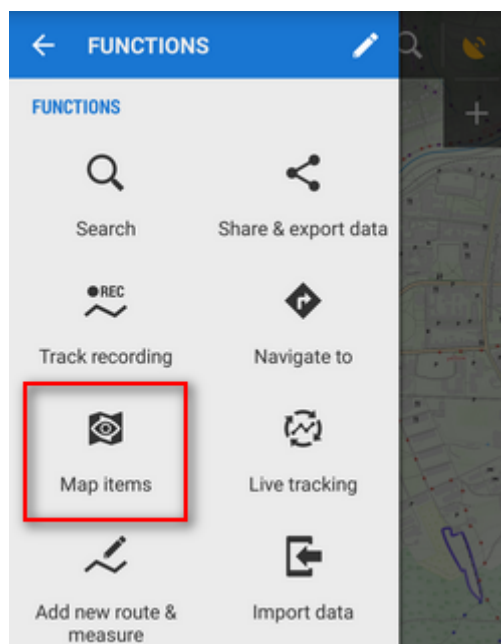 FUNCTIONS
FUNCTIONS
Search
Share & export data
REC
Track recording
Navigate to
Map items
Live tracking
Add new route &
measure
Import data